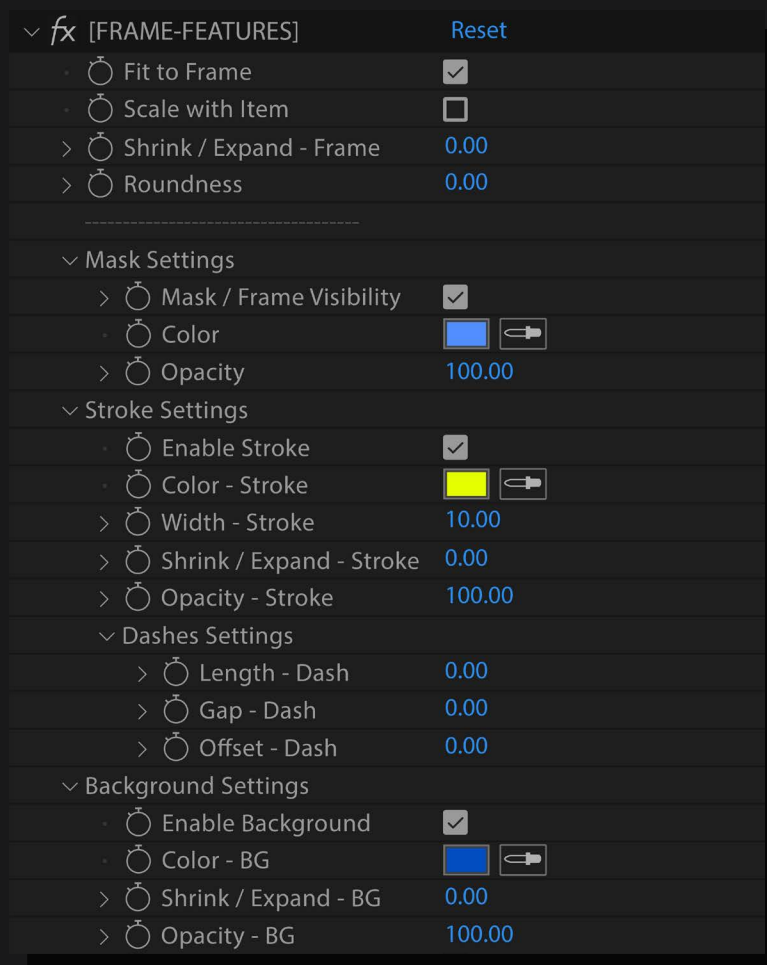 fx [FRAME-FEATURES] Reset
Fit to Frame
Scale with Item
Shrink / Expand - Frame 0.00
Roundness 0.00
------------------------------------
Mask Settings
Mask / Frame Visibility
Color
Opacity 100.00
Stroke Settings
Enable Stroke
Color - Stroke
Width - Stroke 10.00
Shrink / Expand - Stroke 0.00
Opacity - Stroke 100.00
Dashes Settings
Length - Dash 0.00
Gap - Dash 0.00
Offset - Dash 0.00
Background Settings
Enable Background
Color - BG
Shrink / Expand - BG 0.00
Opacity - BG 100.00